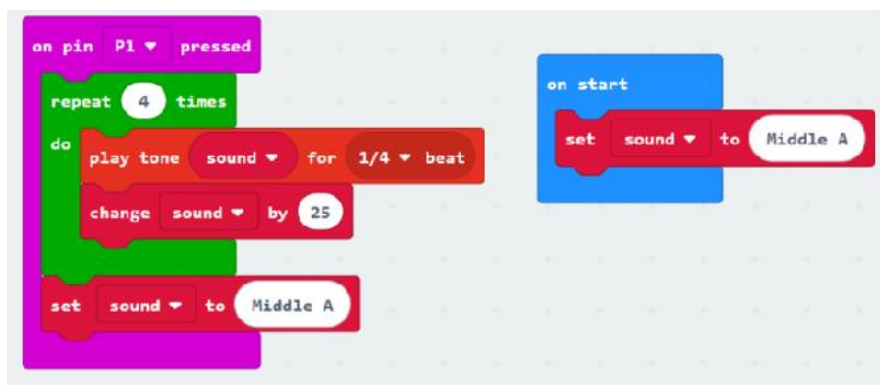 on pin P1 pressed
repeat 4 times
do
play tone sound for 1/4 beat
change sound by 25
set sound to Middle A
on start
set sound to Middle A